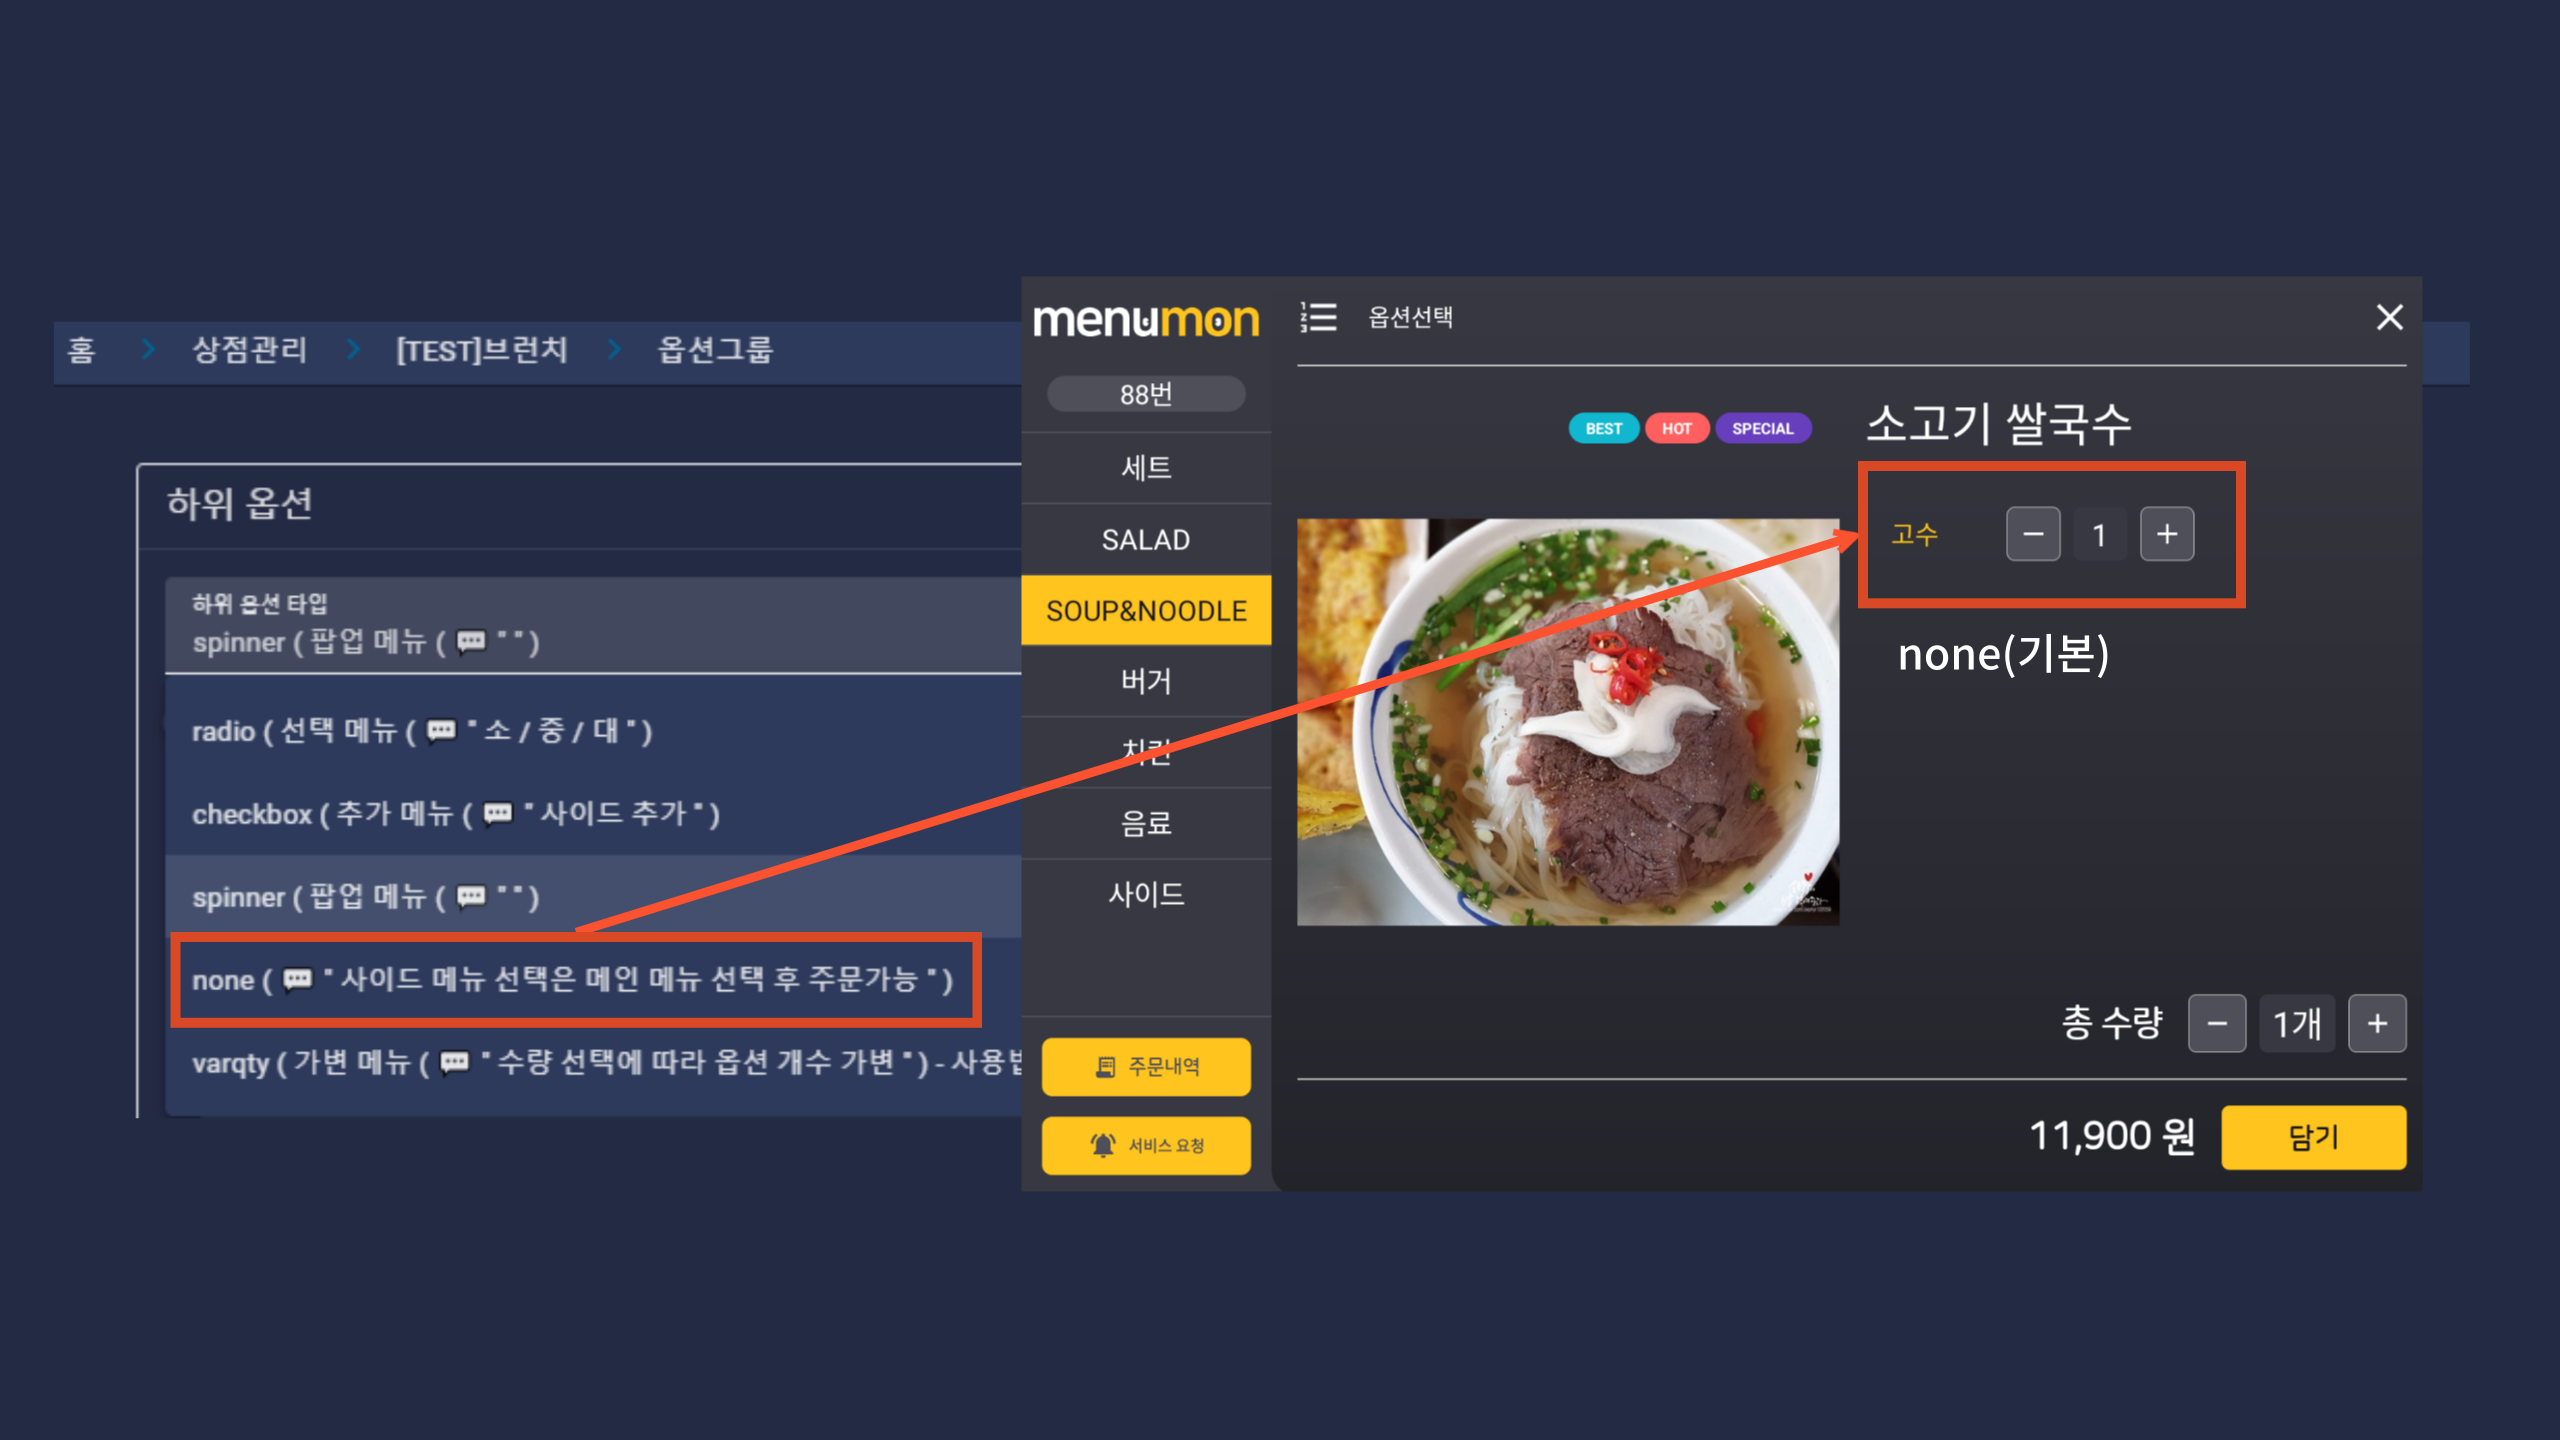 홈 > 상점관리 > [TEST]브런치 > 옵션그룹
하위 옵션
하위 옵션 타입
spinner ( 팝업 메뉴 ( 💬 " " )
radio ( 선택 메뉴 ( 💬 " 소 / 중 / 대 " )
checkbox ( 추가 메뉴 ( 💬 " 사이드 추가 " )
spinner ( 팝업 메뉴 ( 💬 " " )
none ( 💬 " 사이드 메뉴 선택은 메인 메뉴 선택 후 주문가능 " )
varqty ( 가변 메뉴 ( 💬 " 수량 선택에 따라 옵션 개수 가변 " ) - 사용
menumon
88번
세트
SALAD
SOUP&NOODLE
버거
치킨
음료
사이드
주문내역
서비스 요청
옵션선택
BEST HOT SPECIAL
소고기 쌀국수
고수 − 1 +
none(기본)
총 수량 − 1개 +
11,900 원 담기